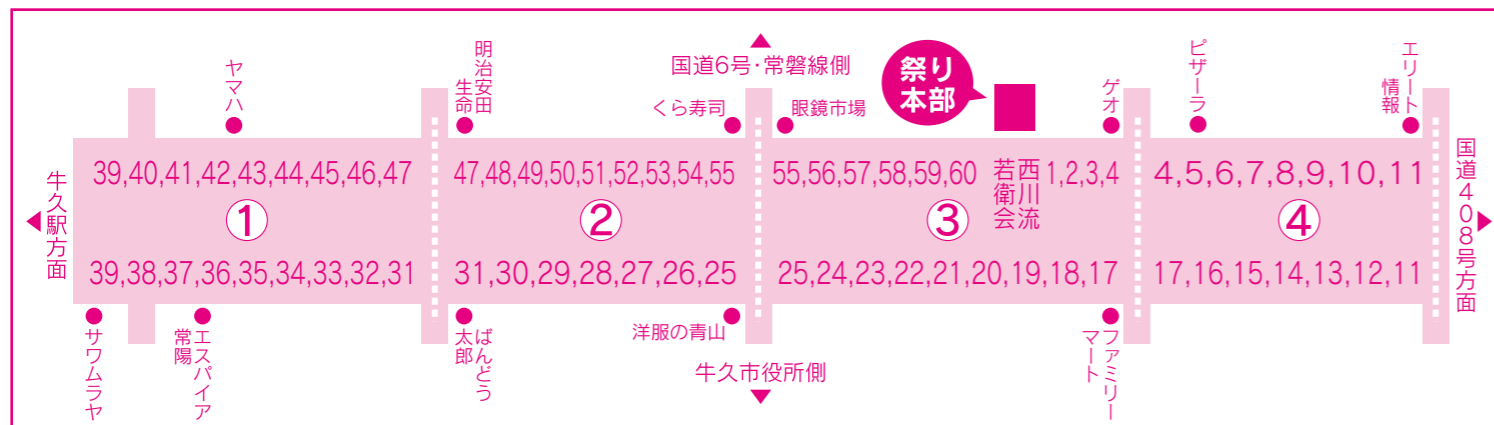 国道6号・常磐線側
ヤマハ
明治安田
生命
くら寿司
眼鏡市場
祭り
本部
ゲオ
ピザーラ
エリート
情報
牛久駅方面
39,40,41,42,43,44,45,46,47
47,48,49,50,51,52,53,54,55
55,56,57,58,59,60
西川流
若衛会
1,2,3,4
4,5,6,7,8,9,10,11
国道408号方面
①
②
③
④
39,38,37,36,35,34,33,32,31
31,30,29,28,27,26,25
25,24,23,22,21,20,19,18,17
17,16,15,14,13,12,11
サワムラヤ
エスパイア
常陽
ばんどう
太郎
洋服の青山
ファミリー
マート
牛久市役所側